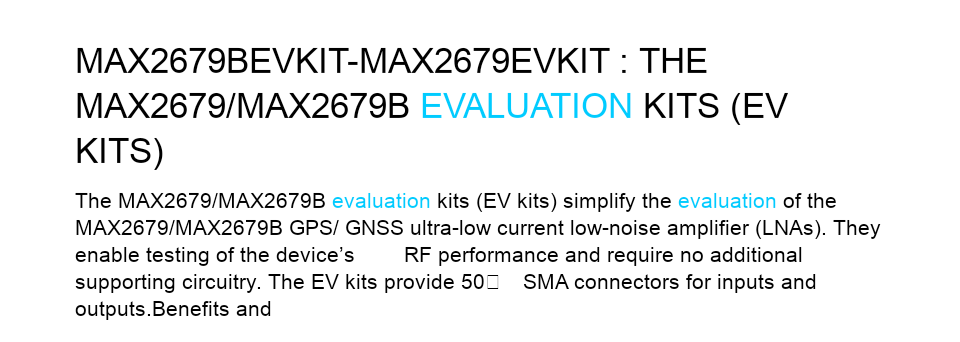 MAX2679BEVKIT-MAX2679EVKIT : THE
MAX2679/MAX2679B EVALUATION KITS (EV
KITS)
The MAX2679/MAX2679B evaluation kits (EV kits) simplify the evaluation of the
MAX2679/MAX2679B GPS/ GNSS ultra-low current low-noise amplifier (LNAs). They
enable testing of the device’s RF performance and require no additional
supporting circuitry. The EV kits provide 50□ SMA connectors for inputs and
outputs.Benefits and